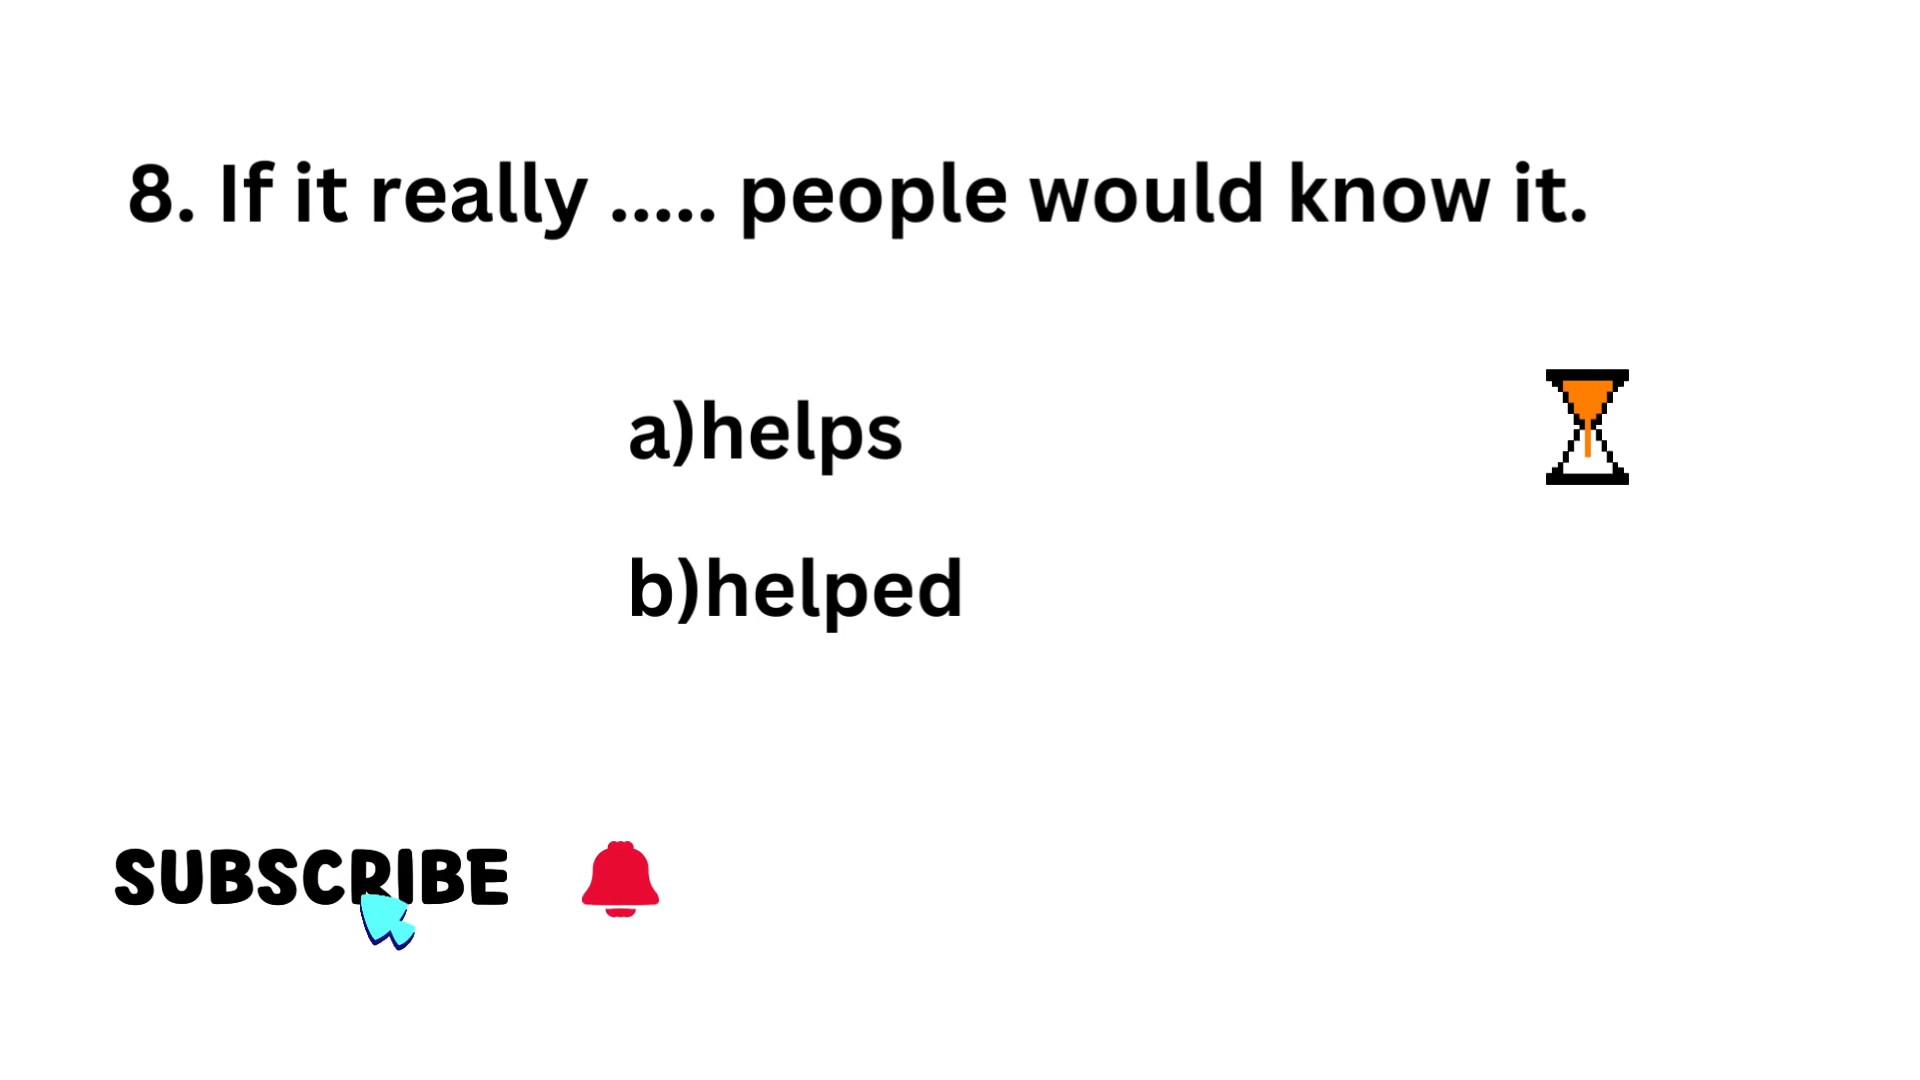 8. If it really ..... people would know it.
a)helps
b)helped
SUBSCRIBE